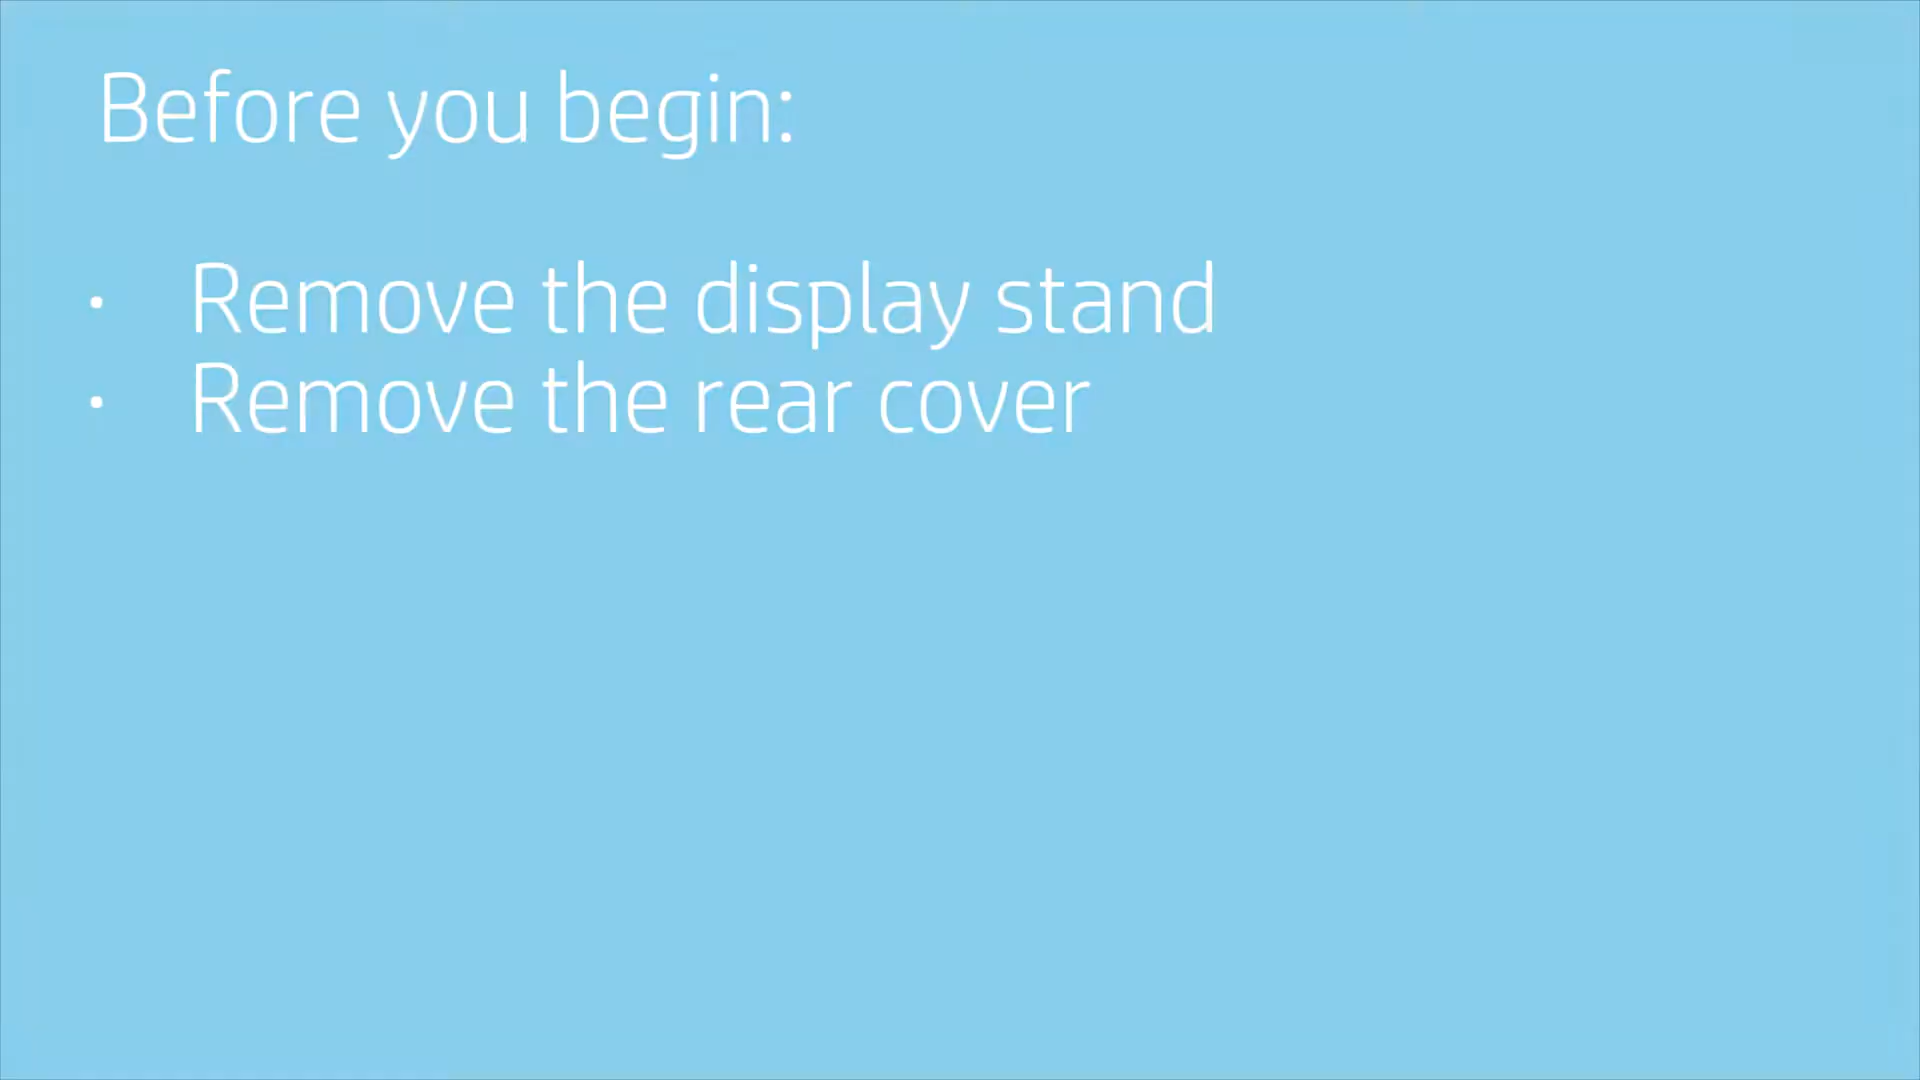 Before you begin:
· Remove the display stand
· Remove the rear cover